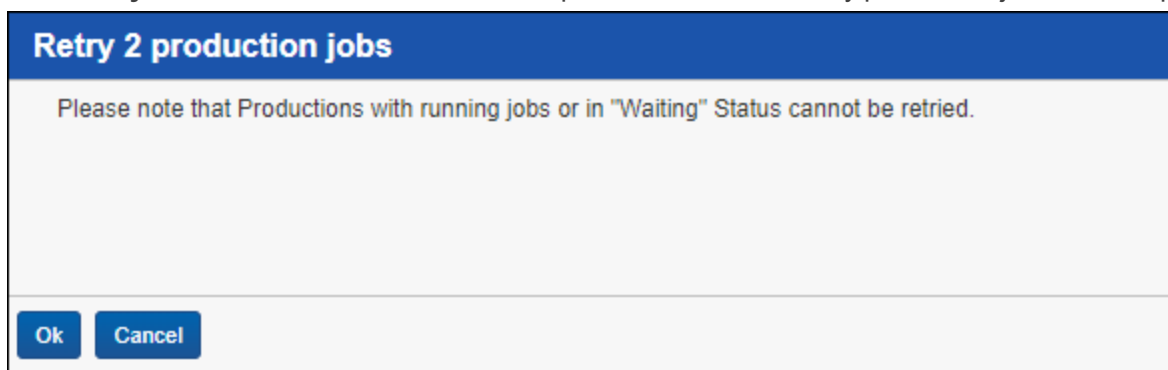 Retry 2 production jobs
Please note that Productions with running jobs or in "Waiting" Status cannot be retried.
Ok
Cancel